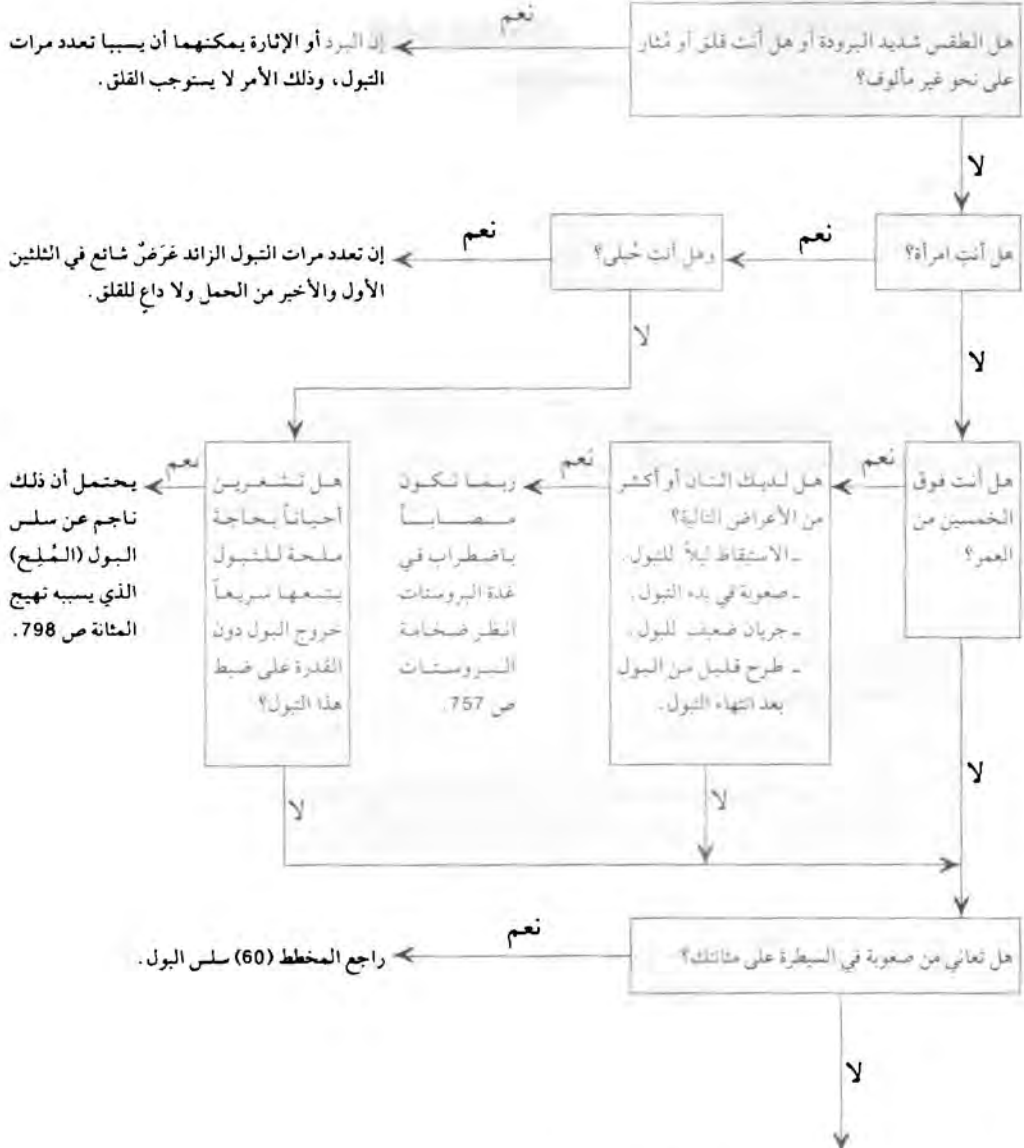 هل الطقس شديد البرودة أو هل أنت قلق أو مُثار
على نحو غير مألوف؟
نعم
إن البرد أو الإثارة يمكنهما أن يسببا تعدد مرات
التبول، وذلك الأمر لا يستوجب القلق.
لا
هل أنتِ امرأة؟
نعم
وهل أنتِ حُبلى؟
نعم
إن تعدد مرات التبول الزائد عَرَضٌ شائع في الثلثين
الأول والأخير من الحمل ولا داعٍ للقلق.
لا
لا
هل أنت فوق
الخمسين من
العمر؟
نعم
هل لديك اثنان أو أكثر
من الأعراض التالية؟
ـ الاستيقاظ ليلاً للتبول.
ـ صعوبة في بدء التبول.
ـ جريان ضعيف للبول.
ـ طرح قليل من البول
بعد انتهاء التبول.
نعم
ربما تكون
مصاباً
باضطراب في
غدة البروستات
انظر ضخامة
البروستات
ص 757.
هل تشعرين
أحياناً بحاجة
ملحة للتبول
يتبعها سريعاً
خروج البول دون
القدرة على ضبط
هذا التبول؟
نعم
يحتمل أن ذلك
ناجم عن سلس
البول (المُلِح)
الذي يسببه تهيج
المثانة ص 798.
لا
لا
لا
هل تعاني من صعوبة في السيطرة على مثانتك؟
نعم
راجع المخطط (60) سلس البول.
لا